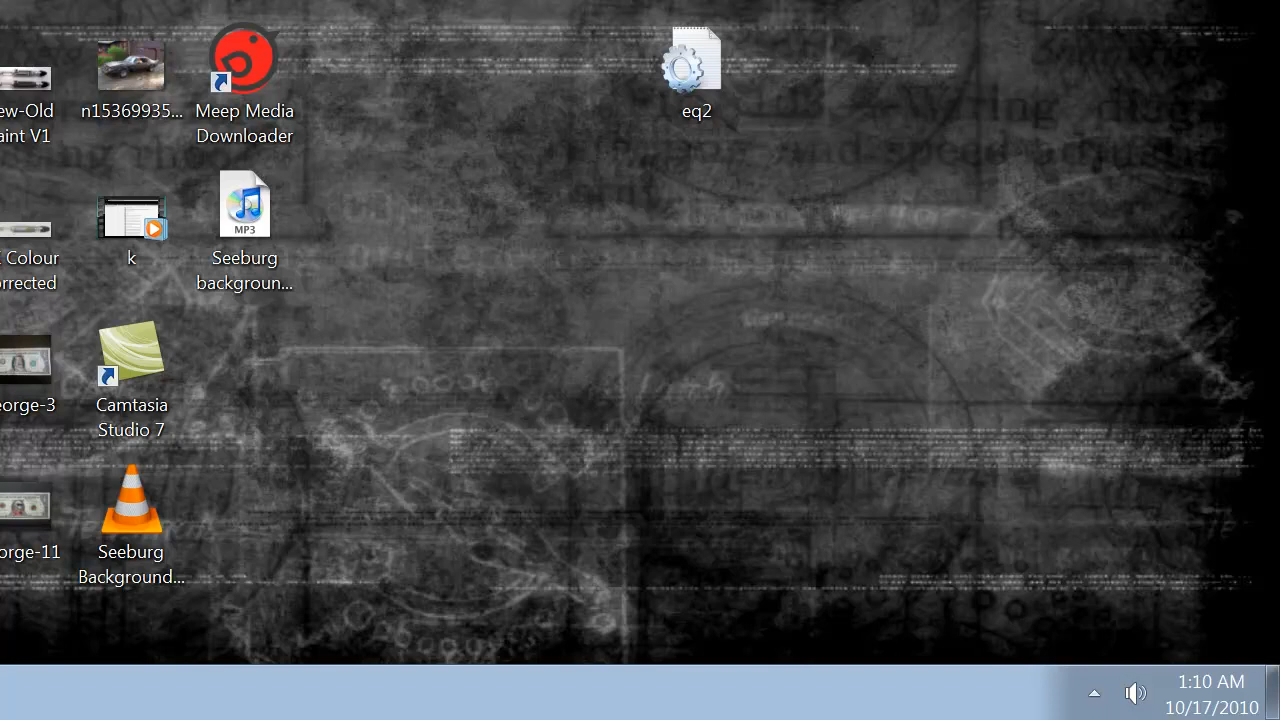 ew-Old
aint V1
n15369935...
Meep Media
Downloader
eq2
MP3
Colour
rrected
k
Seeburg
backgroun...
eorge-3
Camtasia
Studio 7
orge-11
Seeburg
Background...
1:10 AM
10/17/2010